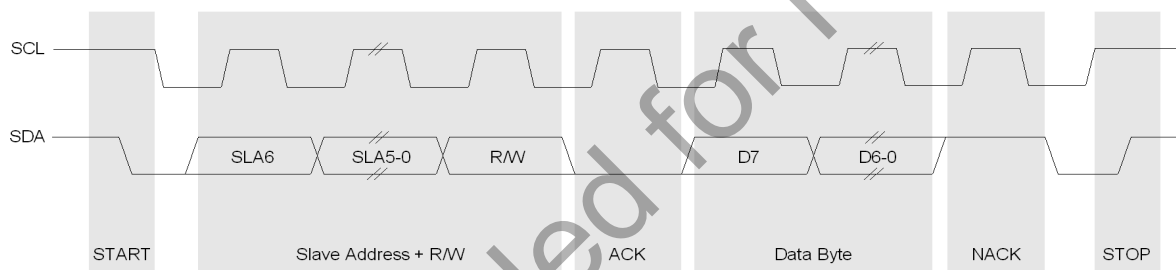 SCL
SDA
SLA6 SLA5-0 R/W D7 D6-0
START Slave Address + R/W ACK Data Byte NACK STOP